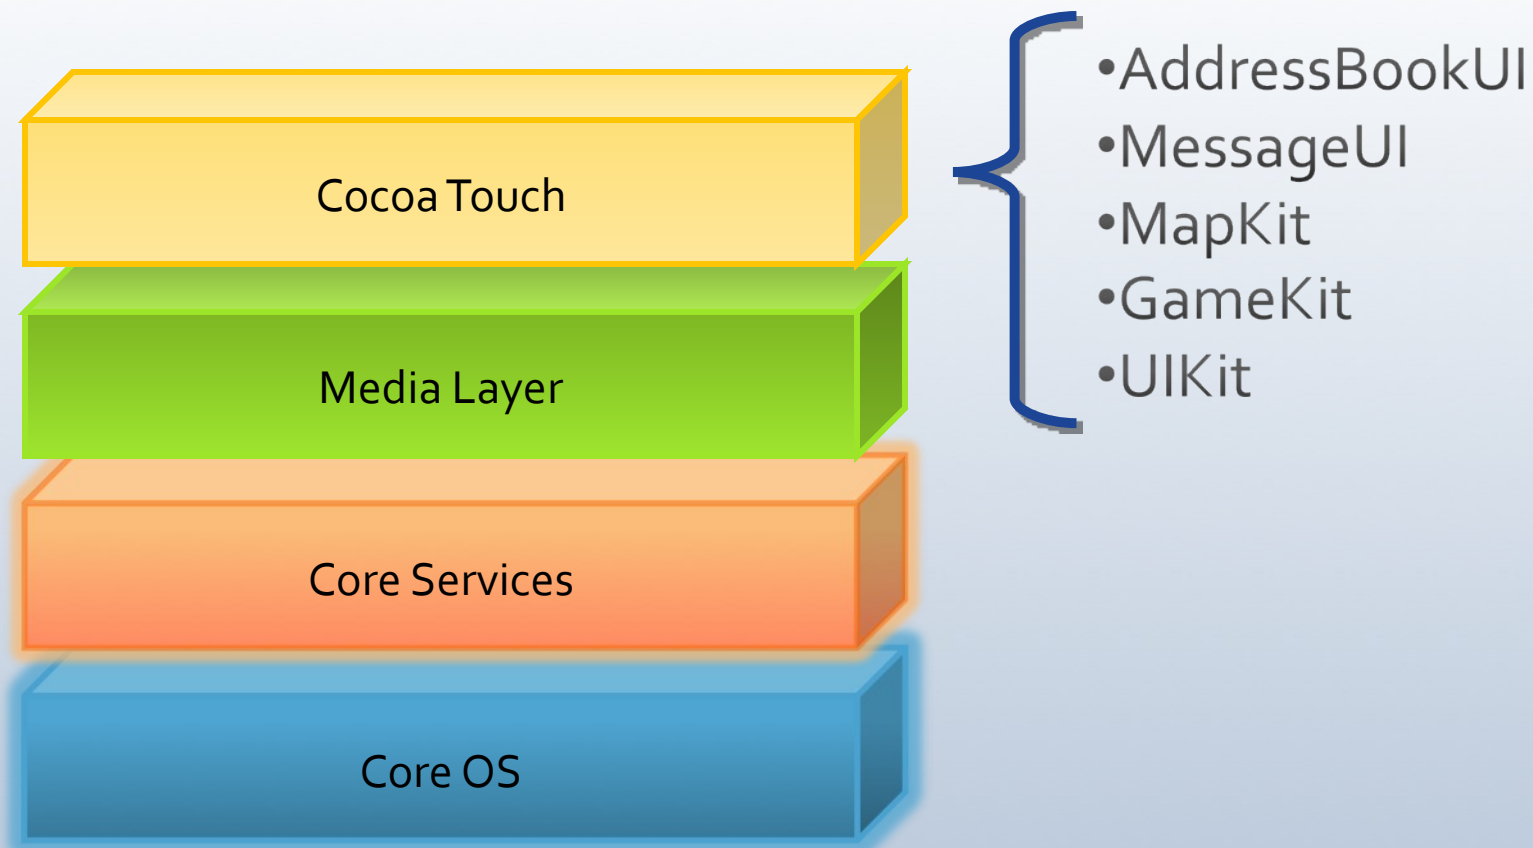 Cocoa Touch
Media Layer
Core Services
Core OS
•AddressBookUI
•MessageUI
•MapKit
•GameKit
•UIKit